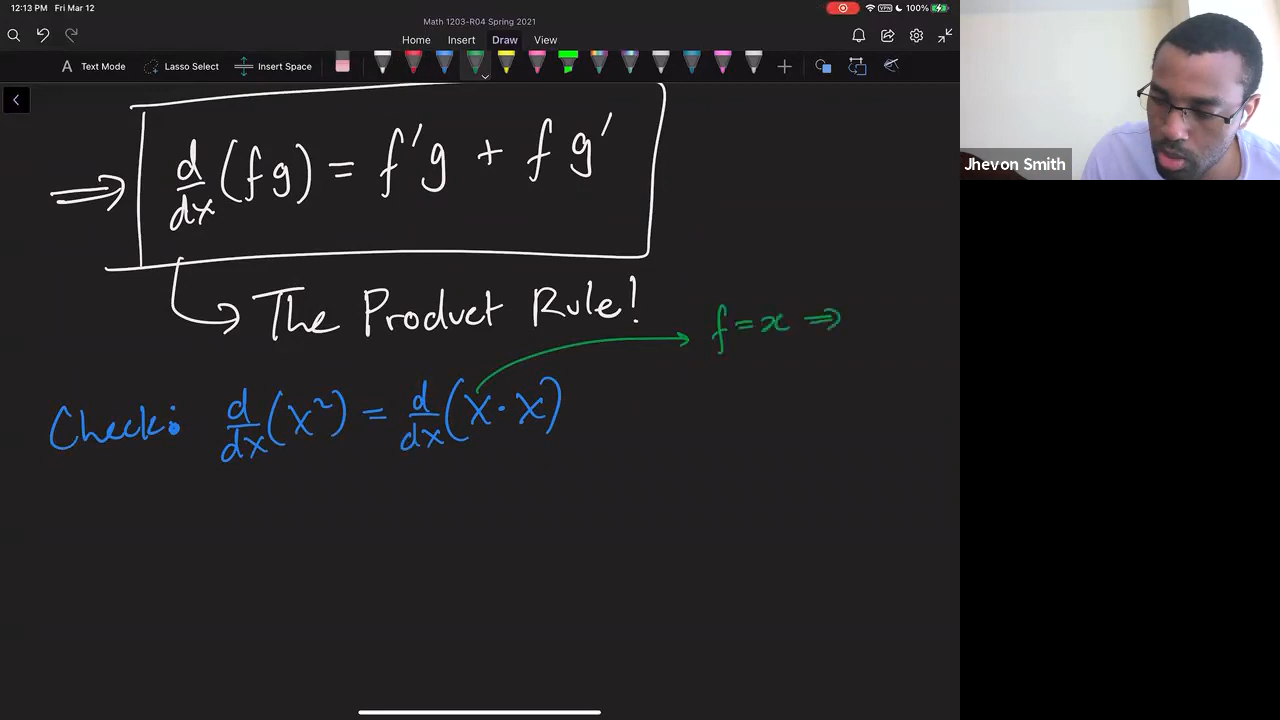 12:13 PM Fri Mar 12
VPN 100%
Math 1203-R04 Spring 2021
Home Insert Draw View
Text Mode Lasso Select Insert Space
⟹ d/dx (fg) = f'g + fg'
The Product Rule!
f = x ⟹
Check: d/dx (x²) = d/dx (x · x)
Jhevon Smith